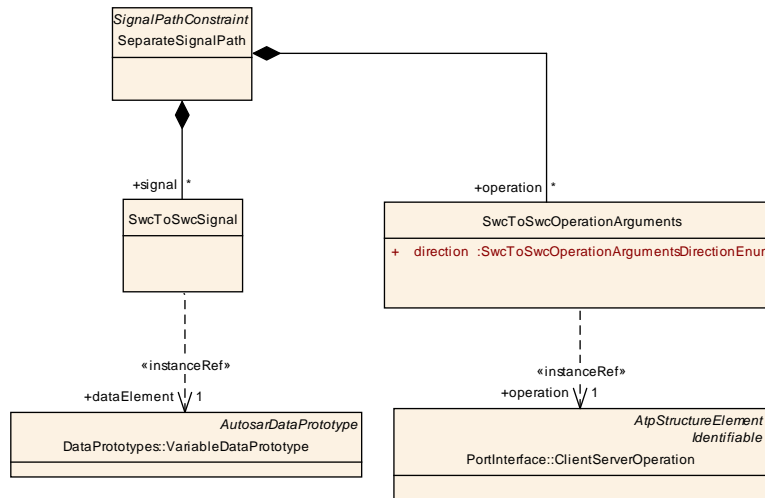 SignalPathConstraint
SeparateSignalPath
+signal *
+operation *
SwcToSwcSignal
SwcToSwcOperationArguments
+ direction :SwcToSwcOperationArgumentsDirectionEnum
«instanceRef»
+dataElement 1
«instanceRef»
+operation 1
AutosarDataPrototype
DataPrototypes::VariableDataPrototype
AtpStructureElement
Identifiable
PortInterface::ClientServerOperation